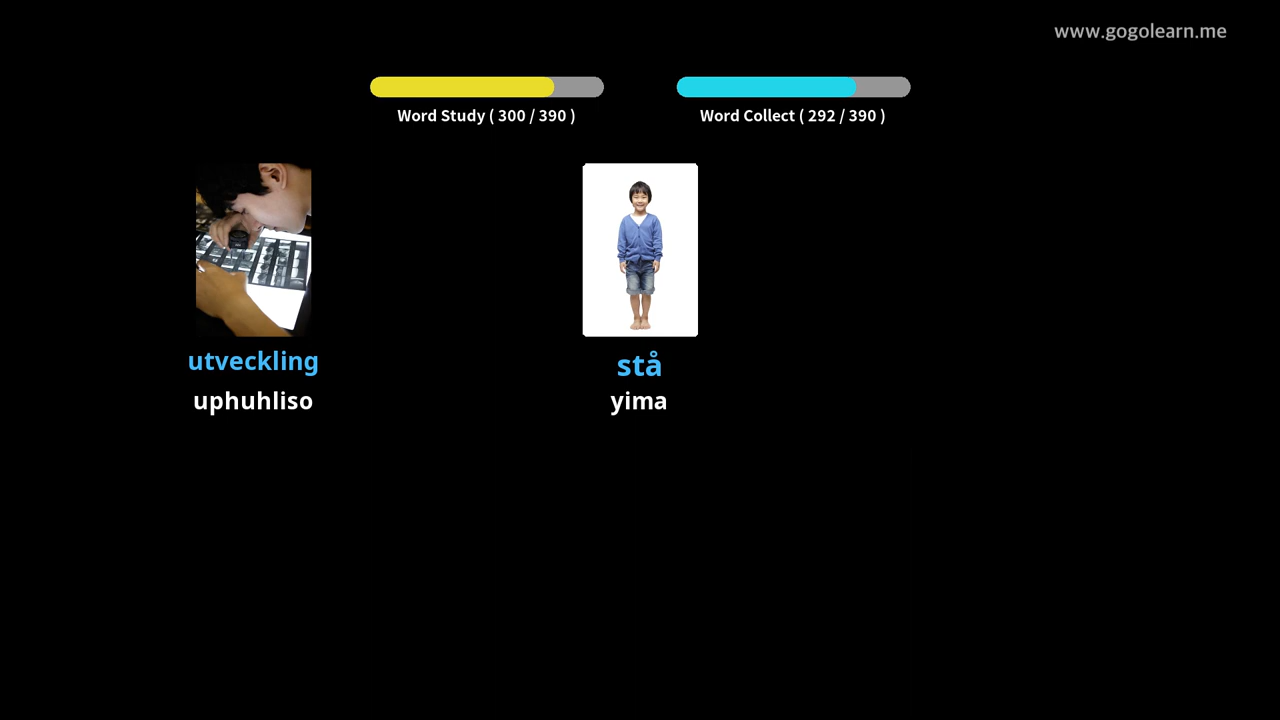 www.gogolearn.me
Word Study ( 300 / 390 )
Word Collect ( 292 / 390 )
utveckling
uphuhliso
stå
yima